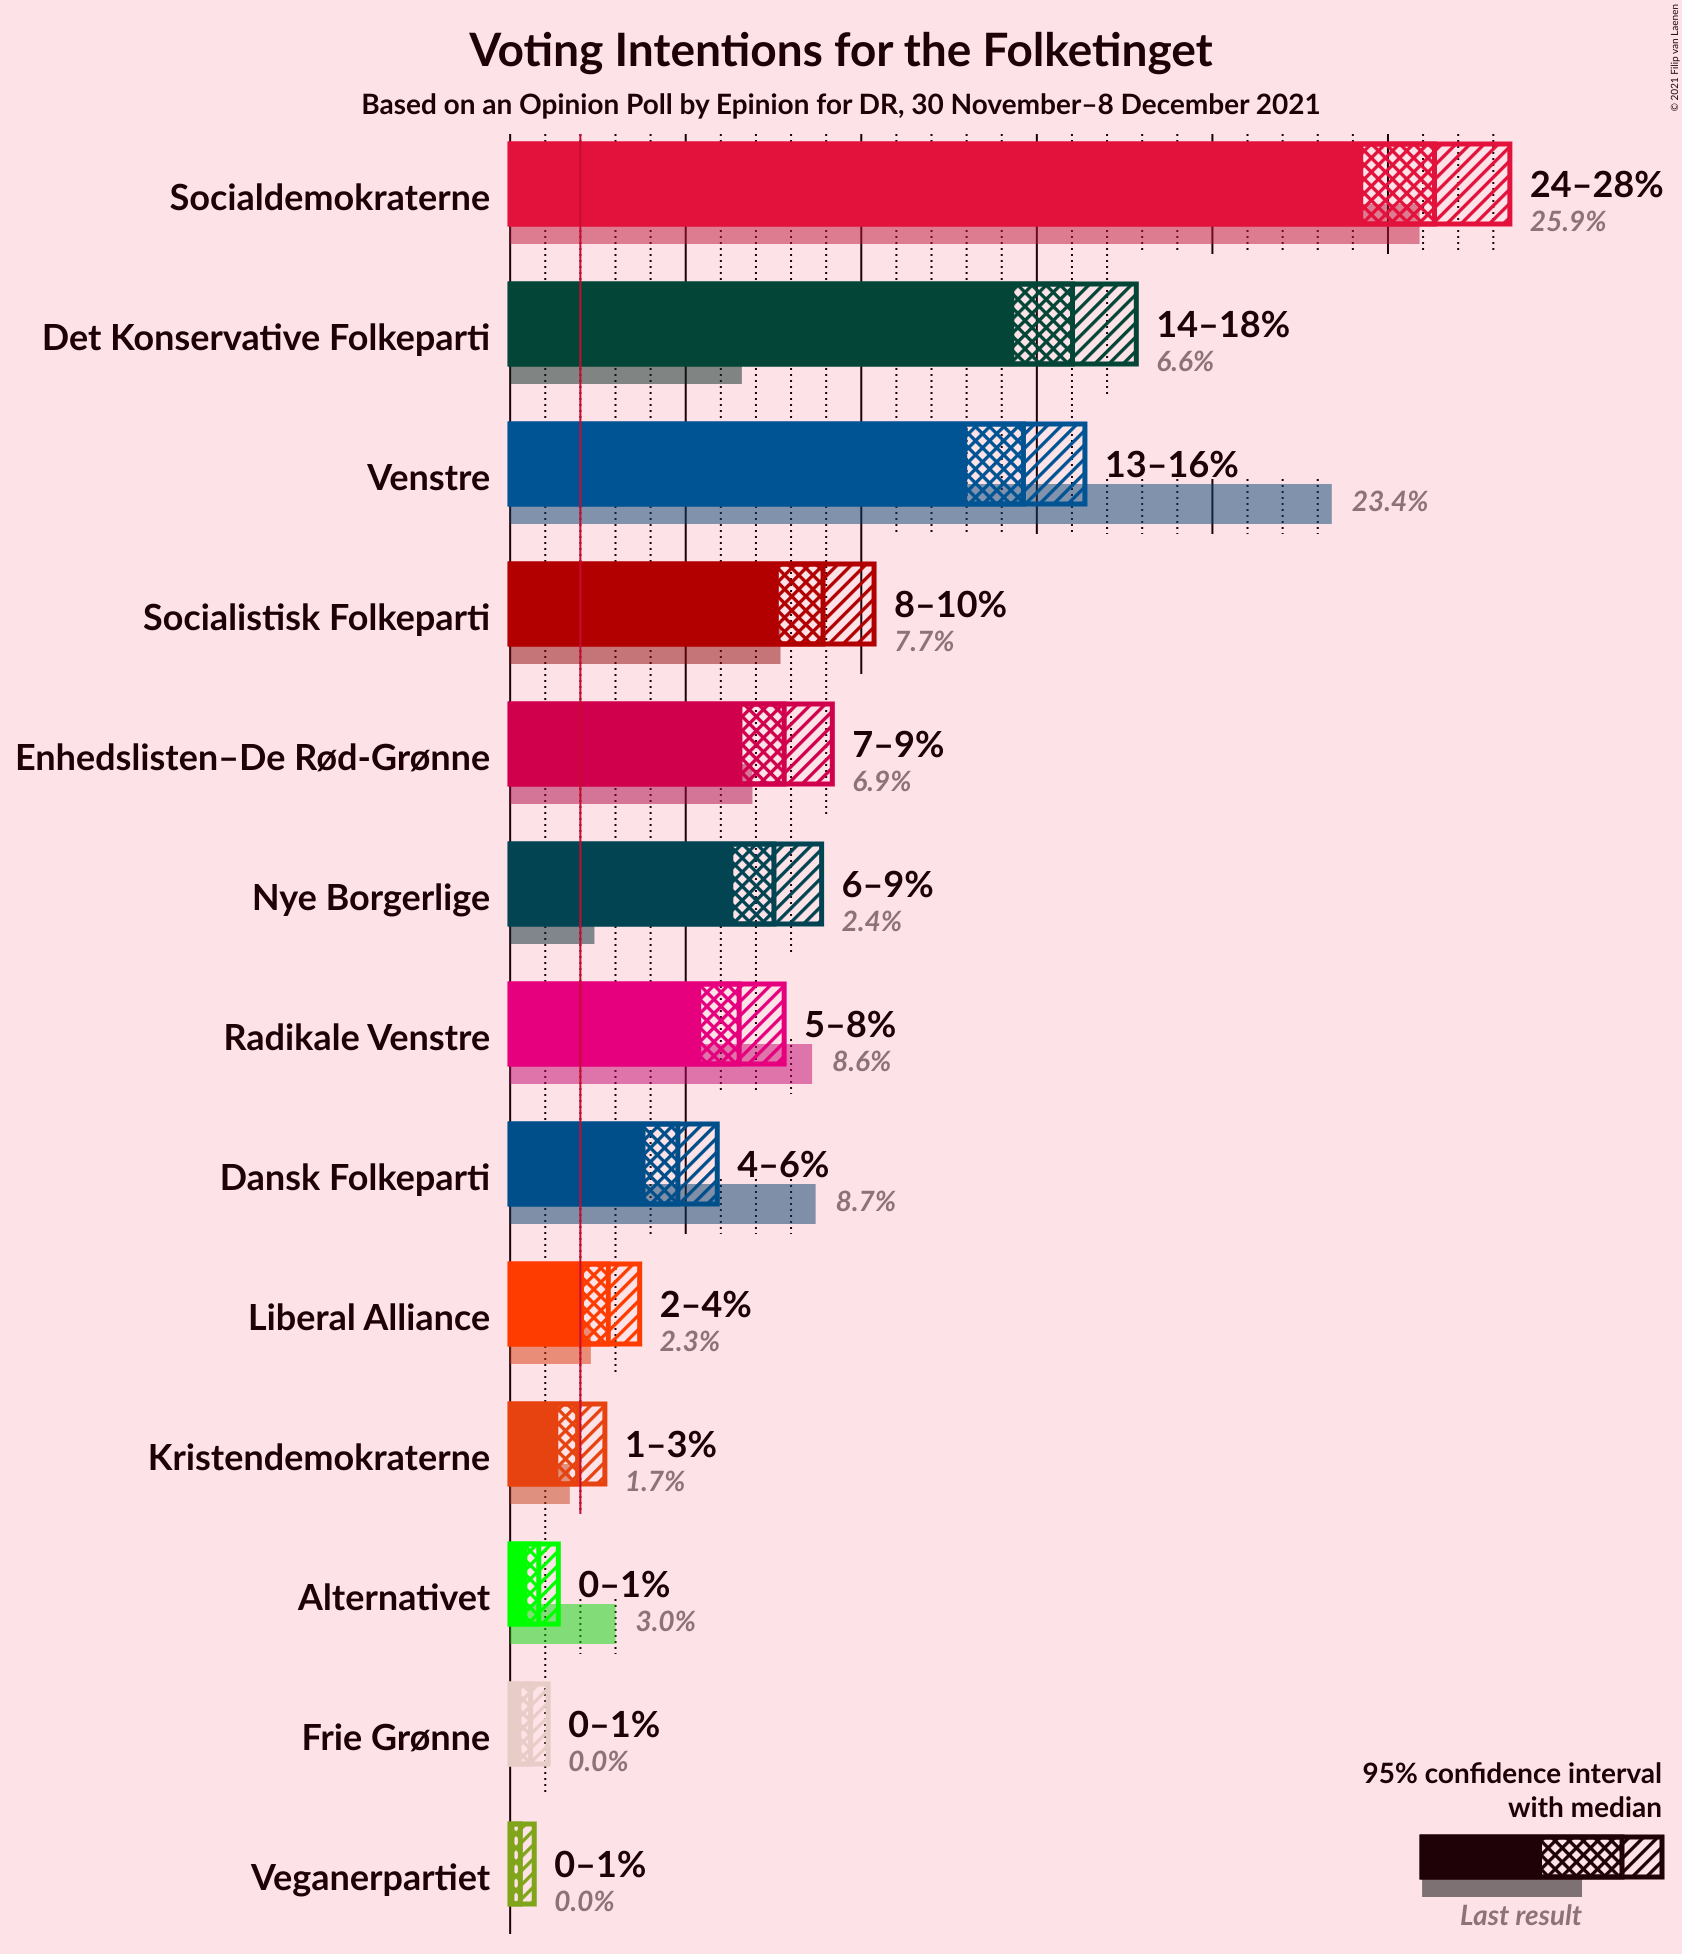 Voting Intentions for the Folketinget
Based on an Opinion Poll by Epinion for DR, 30 November–8 December 2021
© 2021 Filip van Laenen
Socialdemokraterne
24–28%
25.9%
Det Konservative Folkeparti
14–18%
6.6%
Venstre
13–16%
23.4%
Socialistisk Folkeparti
8–10%
7.7%
Enhedslisten–De Rød-Grønne
7–9%
6.9%
Nye Borgerlige
6–9%
2.4%
Radikale Venstre
5–8%
8.6%
Dansk Folkeparti
4–6%
8.7%
Liberal Alliance
2–4%
2.3%
Kristendemokraterne
1–3%
1.7%
Alternativet
0–1%
3.0%
Frie Grønne
0–1%
0.0%
Veganerpartiet
0–1%
0.0%
95% confidence interval
with median
Last result